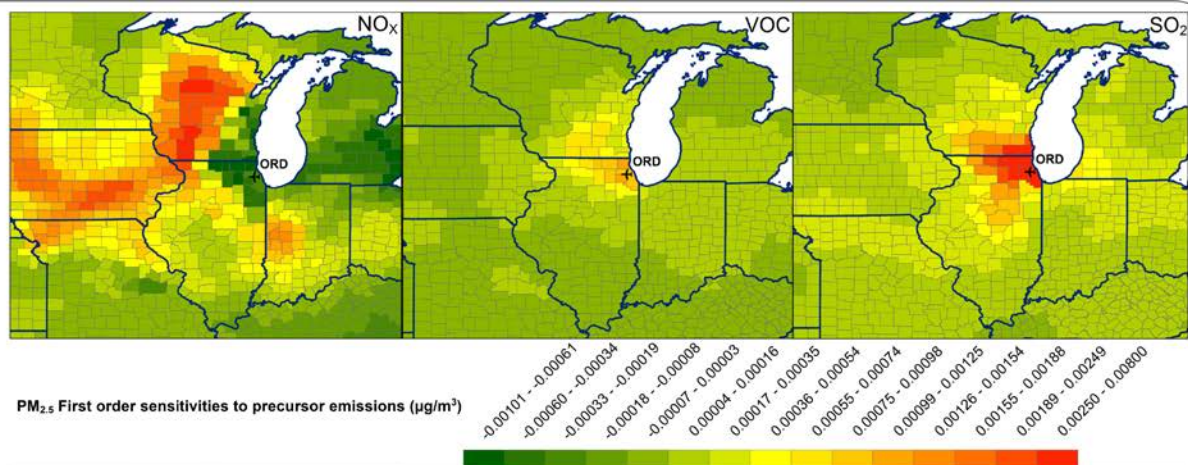 NOx
VOC
SO2
ORD
ORD
ORD
-0.00101 - -0.00061
-0.00060 - -0.00034
-0.00033 - -0.00019
-0.00018 - -0.00008
-0.00007 - 0.00003
0.00004 - 0.00016
0.00017 - 0.00035
0.00036 - 0.00054
0.00055 - 0.00074
0.00075 - 0.00098
0.00099 - 0.00125
0.00126 - 0.00154
0.00155 - 0.00188
0.00189 - 0.00249
0.00250 - 0.00800
PM2.5 First order sensitivities to precursor emissions (μg/m³)